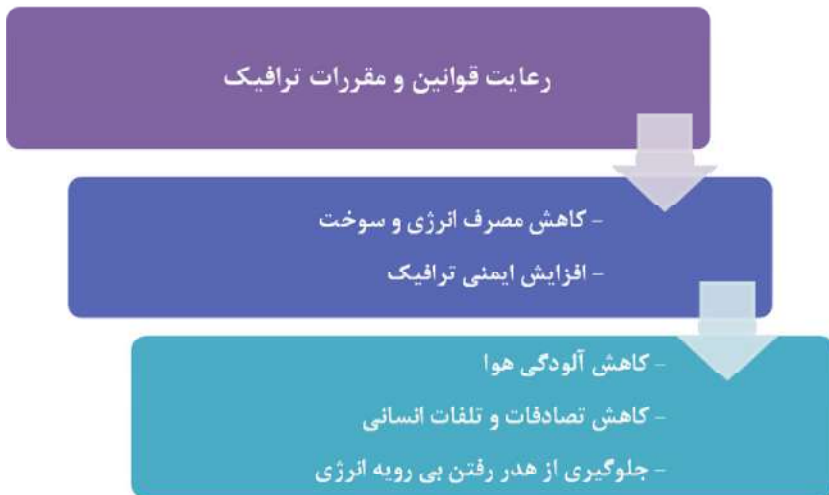 رعایت قوانین و مقررات ترافیک
- کاهش مصرف انرژی و سوخت
- افزایش ایمنی ترافیک
- کاهش آلودگی هوا
- کاهش تصادفات و تلفات انسانی
- جلوگیری از هدر رفتن بی رویه انرژی